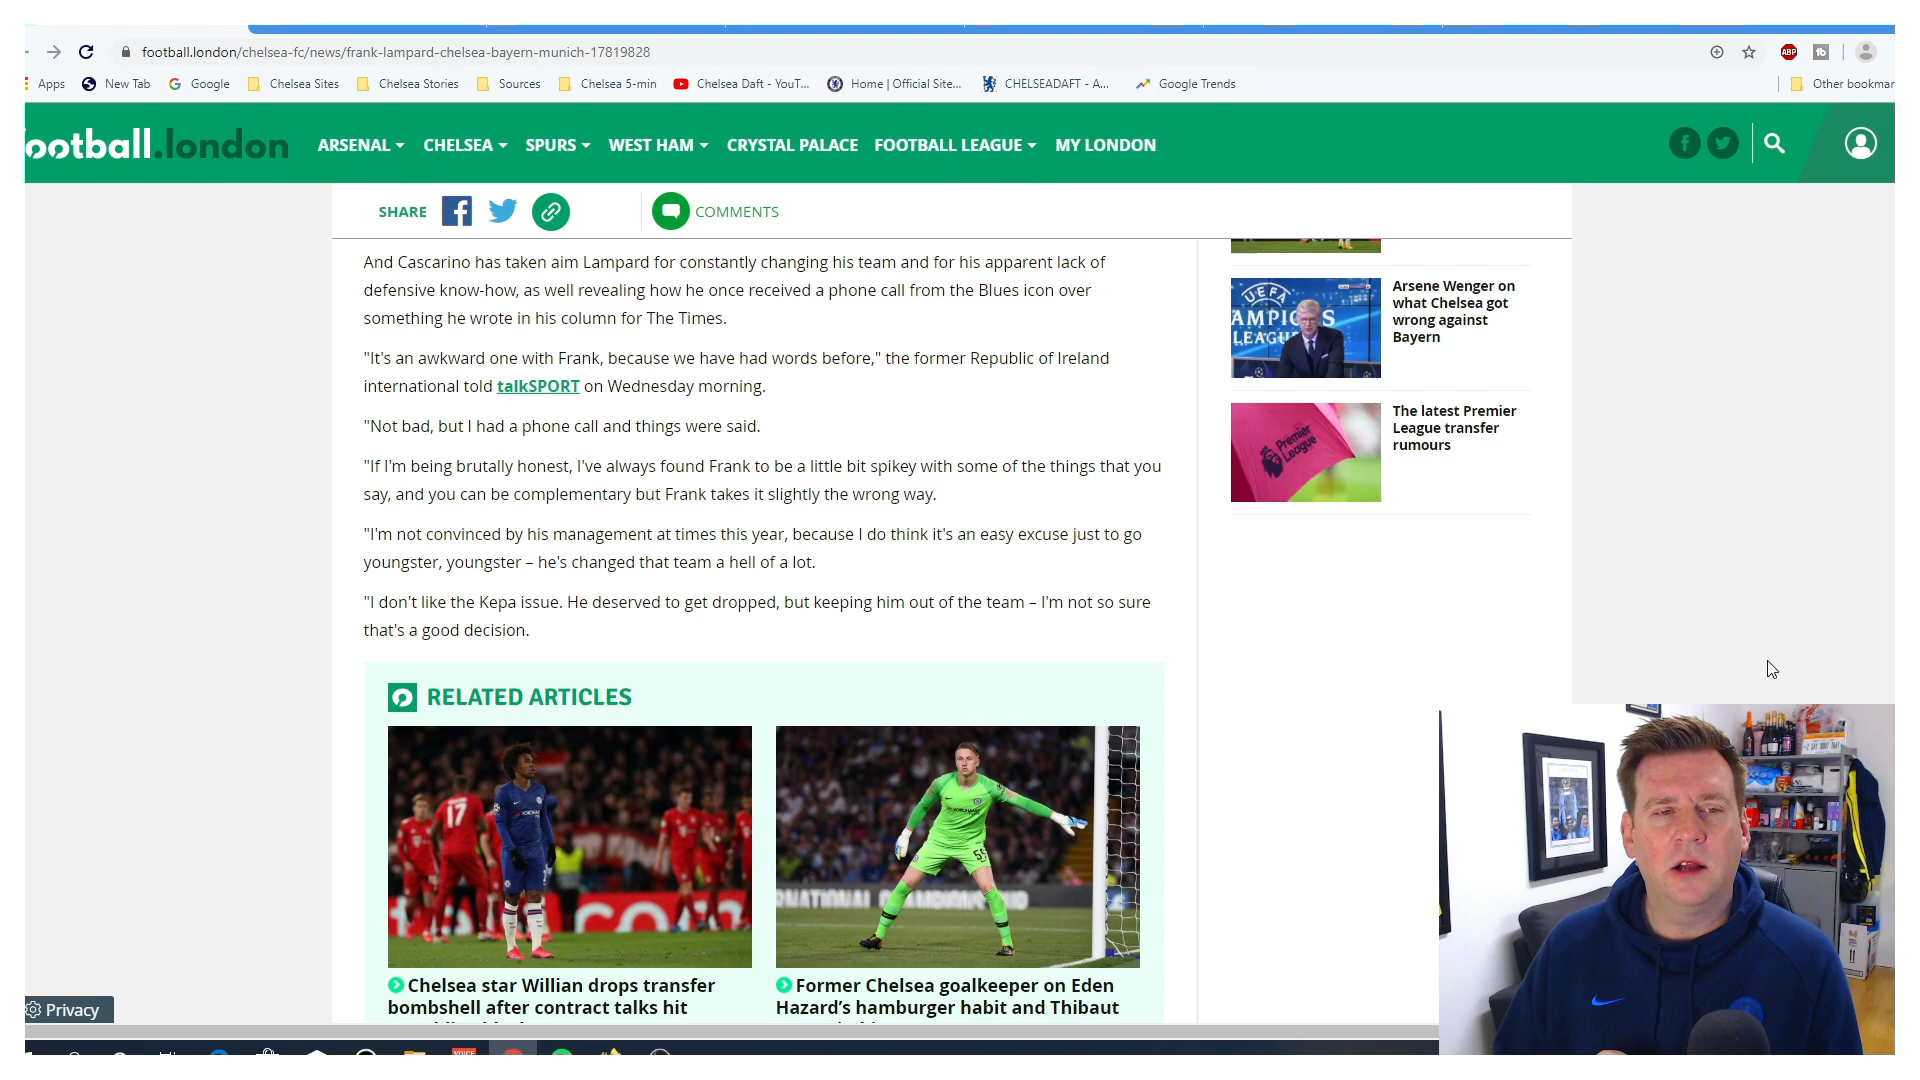 football.london/chelsea-fc/news/frank-lampard-chelsea-bayern-munich-17819828
ABP
Apps New Tab Google Chelsea Sites Chelsea Stories Sources Chelsea 5-min Chelsea Daft - YouT... Home | Official Site... CHELSEADAFT - A... Google Trends Other bookmar
ootball.london ARSENAL CHELSEA SPURS WEST HAM CRYSTAL PALACE FOOTBALL LEAGUE MY LONDON
SHARE COMMENTS
And Cascarino has taken aim Lampard for constantly changing his team and for his apparent lack of
defensive know-how, as well revealing how he once received a phone call from the Blues icon over
something he wrote in his column for The Times.
"It's an awkward one with Frank, because we have had words before," the former Republic of Ireland
international told talkSPORT on Wednesday morning.
"Not bad, but I had a phone call and things were said.
"If I'm being brutally honest, I've always found Frank to be a little bit spikey with some of the things that you
say, and you can be complementary but Frank takes it slightly the wrong way.
"I'm not convinced by his management at times this year, because I do think it's an easy excuse just to go
youngster, youngster – he's changed that team a hell of a lot.
"I don't like the Kepa issue. He deserved to get dropped, but keeping him out of the team – I'm not so sure
that's a good decision.
UEFA
AMPIONS
LEAGU
Arsene Wenger on
what Chelsea got
wrong against
Bayern
Premier
League
The latest Premier
League transfer
rumours
RELATED ARTICLES
17
Chelsea star Willian drops transfer
bombshell after contract talks hit
Former Chelsea goalkeeper on Eden
Hazard's hamburger habit and Thibaut
Privacy
VOICE